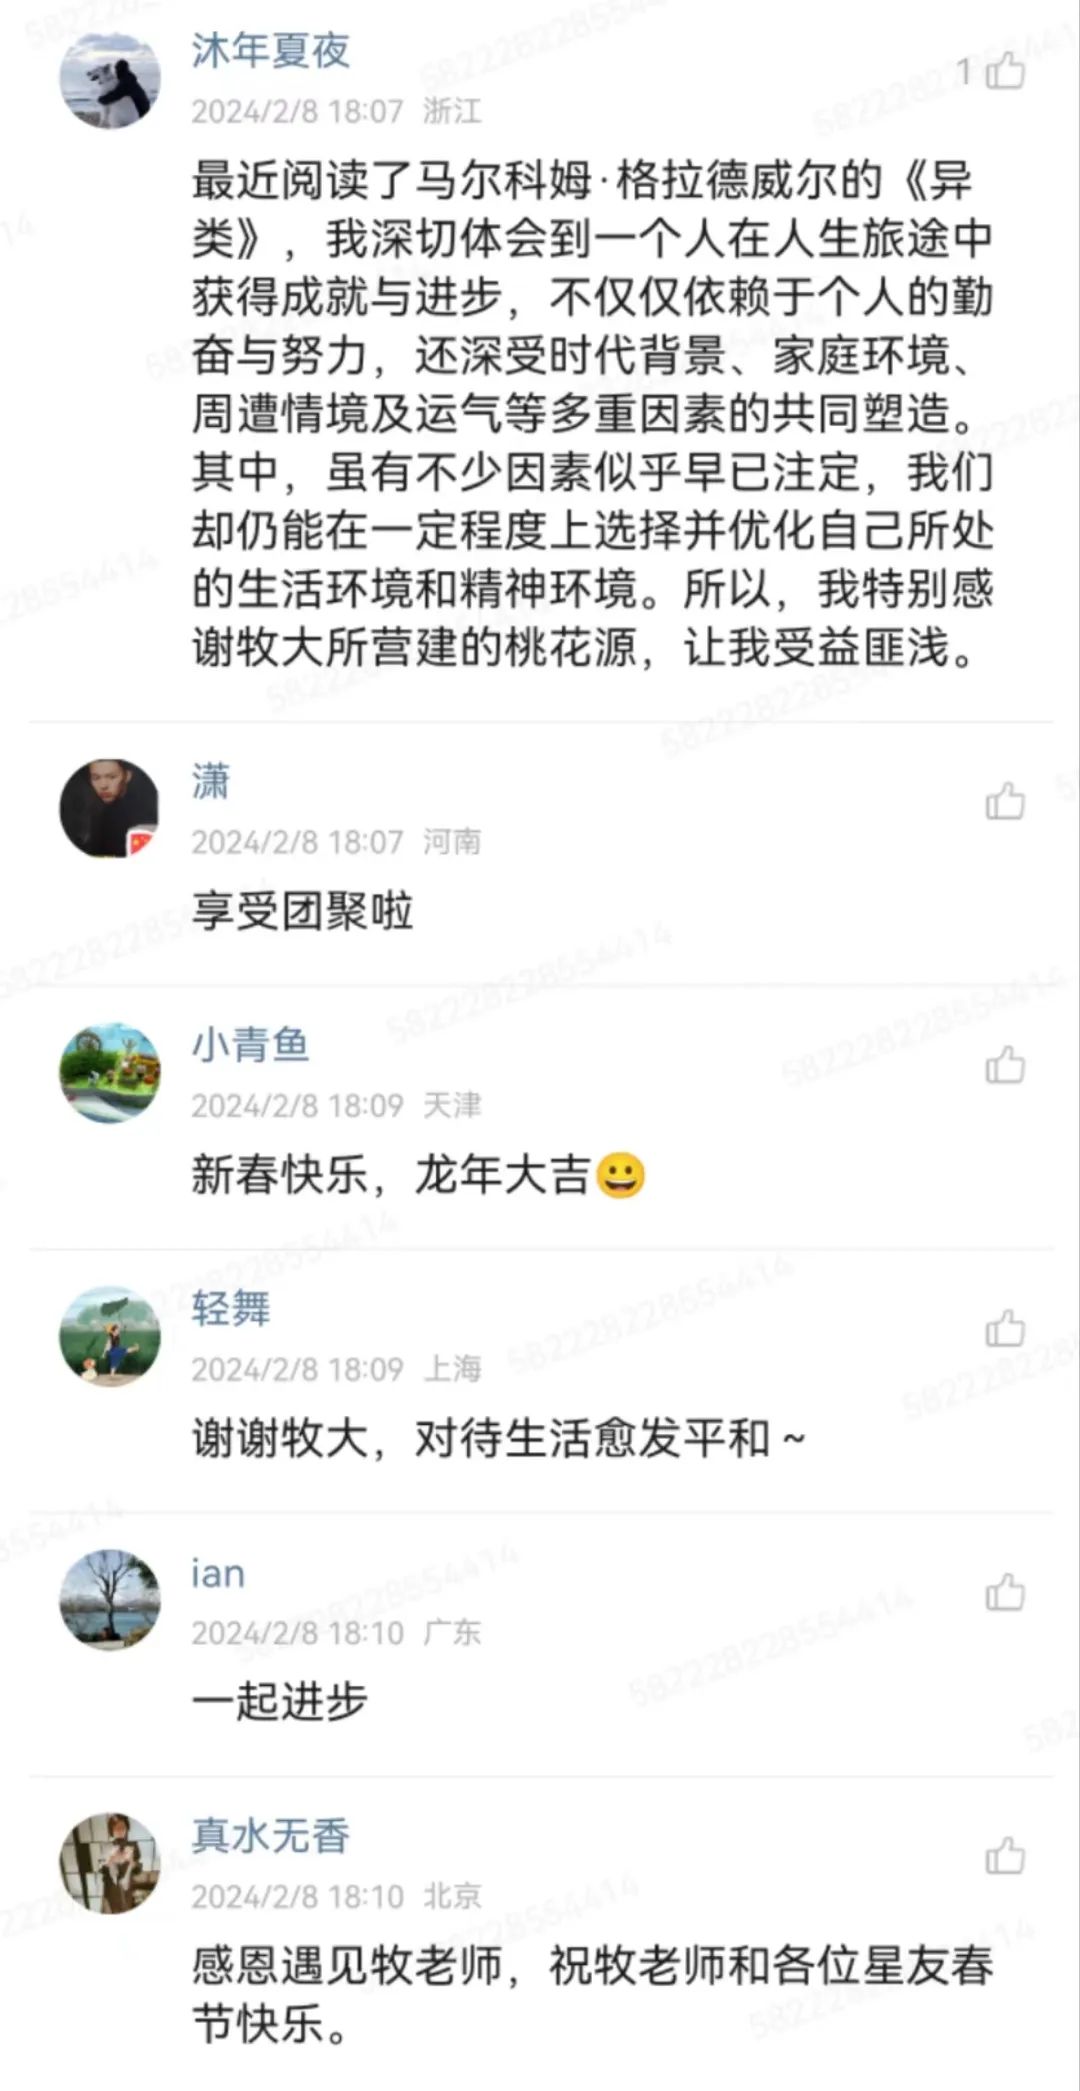 沐年夏夜
1
2024/2/8 18:07 浙江
最近阅读了马尔科姆·格拉德威尔的《异
类》，我深切体会到一个人在人生旅途中
获得成就与进步，不仅仅依赖于个人的勤
奋与努力，还深受时代背景、家庭环境、
周遭情境及运气等多重因素的共同塑造。
其中，虽有不少因素似乎早已注定，我们
却仍能在一定程度上选择并优化自己所处
的生活环境和精神环境。所以，我特别感
谢牧大所营建的桃花源，让我受益匪浅。
潇
2024/2/8 18:07 河南
享受团聚啦
小青鱼
2024/2/8 18:09 天津
新春快乐，龙年大吉😀
轻舞
2024/2/8 18:09 上海
谢谢牧大，对待生活愈发平和～
ian
2024/2/8 18:10 广东
一起进步
真水无香
2024/2/8 18:10 北京
感恩遇见牧老师，祝牧老师和各位星友春
节快乐。
582228228554414